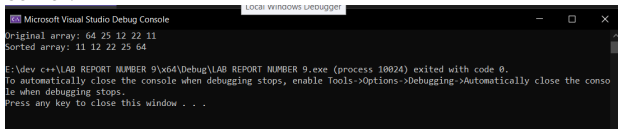 Local Windows Debugger
Microsoft Visual Studio Debug Console
Original array: 64 25 12 22 11
Sorted array: 11 12 22 25 64
E:\dev c++\LAB REPORT NUMBER 9\x64\Debug\LAB REPORT NUMBER 9.exe (process 10024) exited with code 0.
To automatically close the console when debugging stops, enable Tools->Options->Debugging->Automatically close the conso
le when debugging stops.
Press any key to close this window . . .